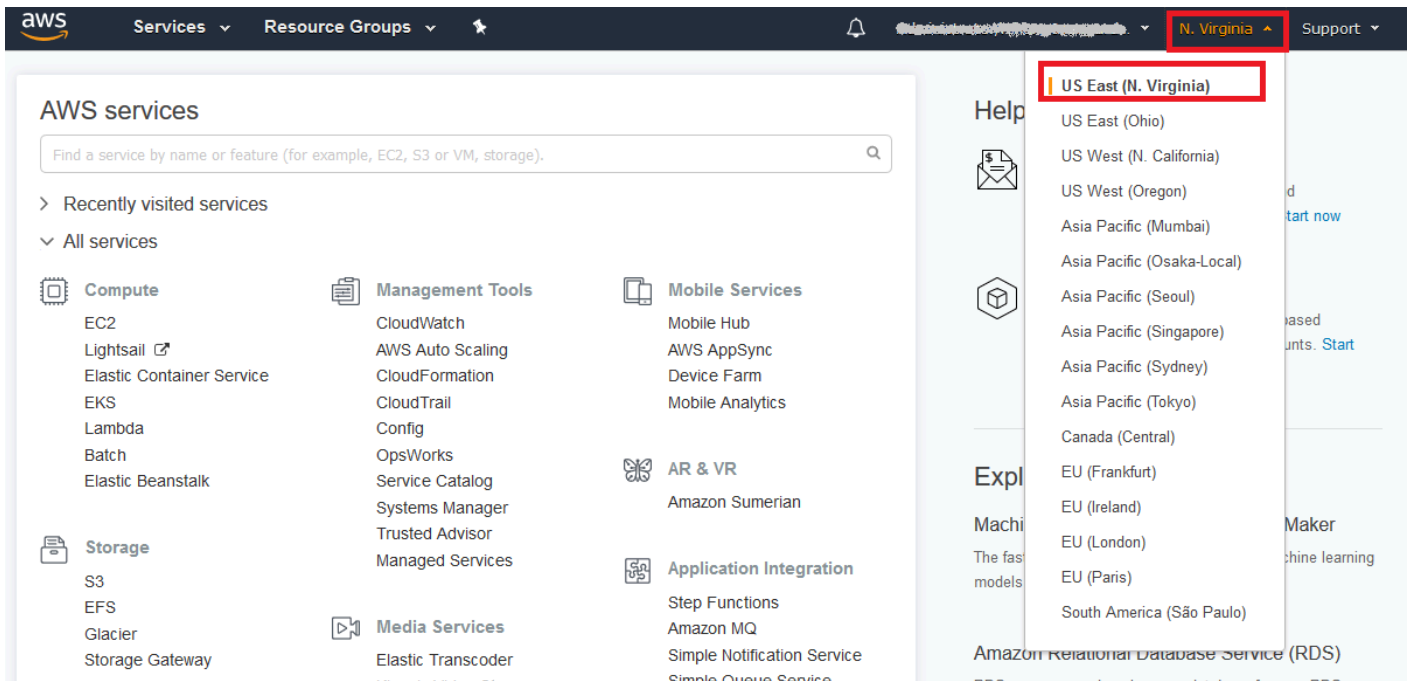 aws Services Resource Groups N. Virginia Support
AWS services
Find a service by name or feature (for example, EC2, S3 or VM, storage).
Recently visited services
All services
Compute
EC2
Lightsail
Elastic Container Service
EKS
Lambda
Batch
Elastic Beanstalk
Storage
S3
EFS
Glacier
Storage Gateway
Management Tools
CloudWatch
AWS Auto Scaling
CloudFormation
CloudTrail
Config
OpsWorks
Service Catalog
Systems Manager
Trusted Advisor
Managed Services
Media Services
Elastic Transcoder
Mobile Services
Mobile Hub
AWS AppSync
Device Farm
Mobile Analytics
AR & VR
Amazon Sumerian
Application Integration
Step Functions
Amazon MQ
Simple Notification Service
Simple Queue Service
US East (N. Virginia)
US East (Ohio)
US West (N. California)
US West (Oregon)
Asia Pacific (Mumbai)
Asia Pacific (Osaka-Local)
Asia Pacific (Seoul)
Asia Pacific (Singapore)
Asia Pacific (Sydney)
Asia Pacific (Tokyo)
Canada (Central)
EU (Frankfurt)
EU (Ireland)
EU (London)
EU (Paris)
South America (São Paulo)
Help
d
tart now
ased
unts. Start
Expl
Machi Maker
The fas chine learning
models
Amazon Relational Database Service (RDS)